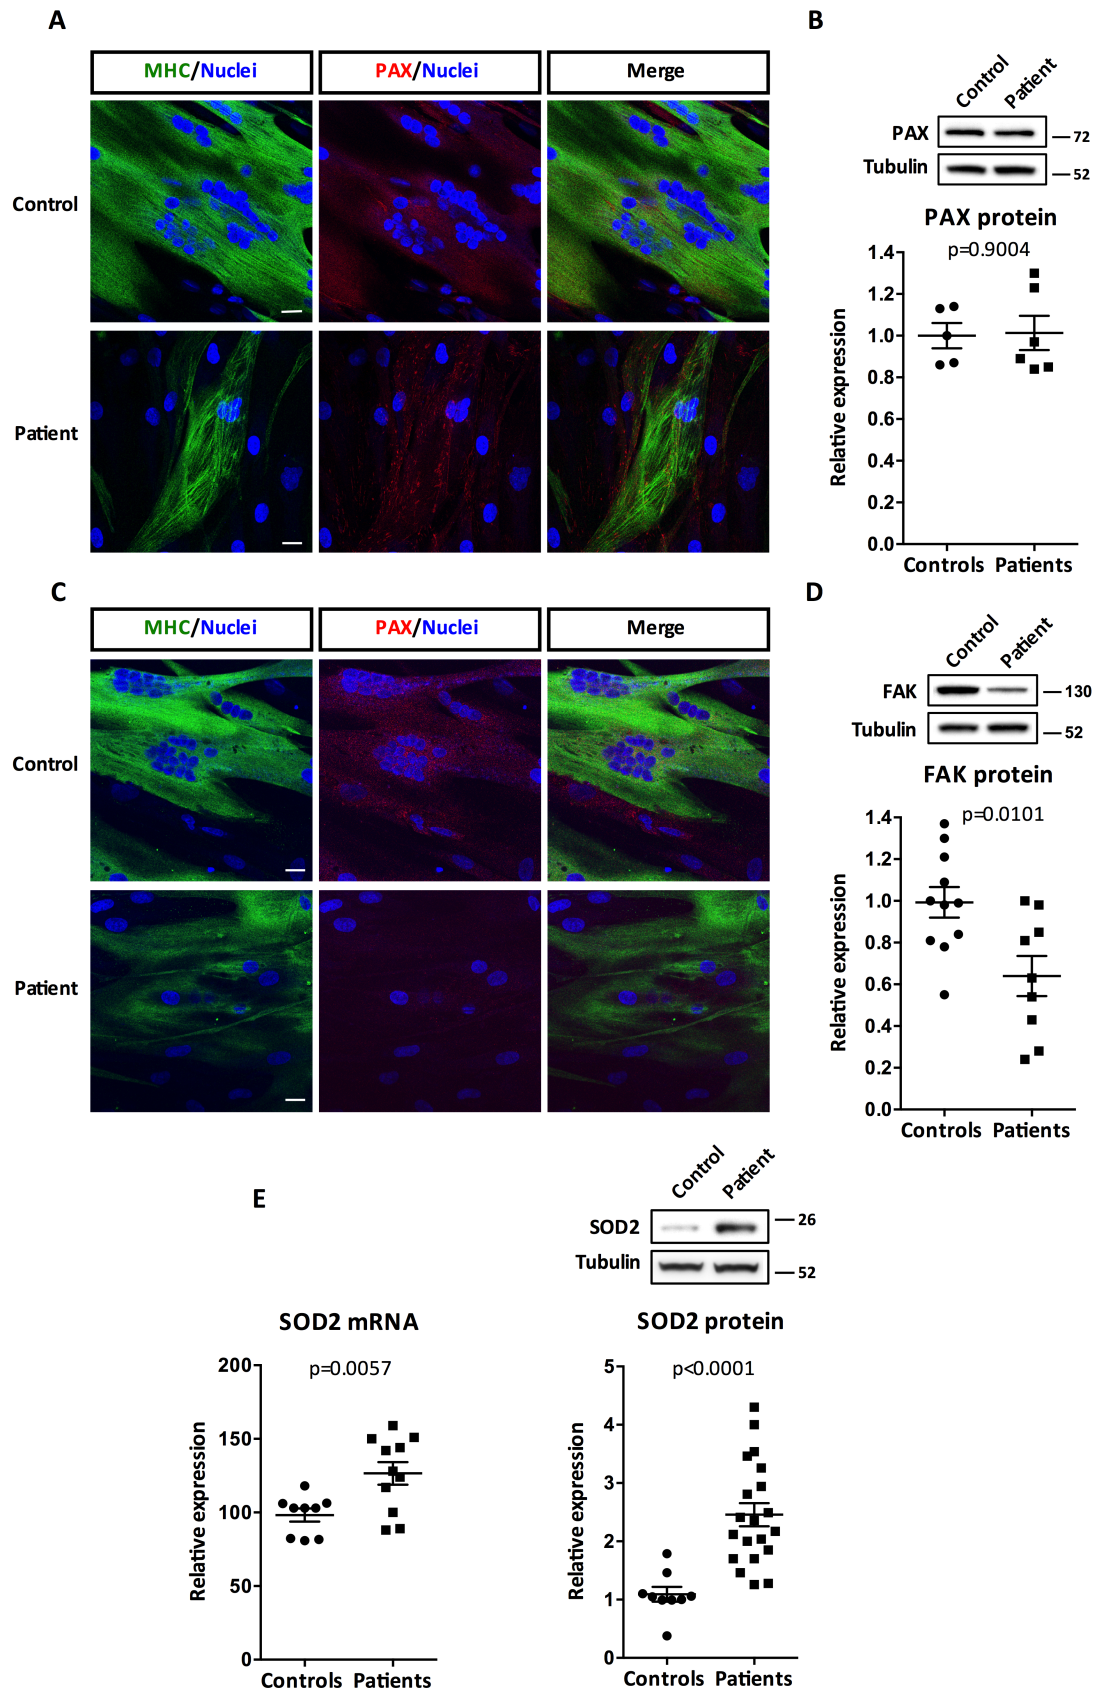 A
MHC/Nuclei
PAX/Nuclei
Merge
Control
Patient
B
Control
Patient
PAX
72
Tubulin
52
PAX protein
p=0.9004
Relative expression
1.4
1.2
1.0
0.8
0.6
0.4
0.2
0.0
Controls
Patients
C
MHC/Nuclei
PAX/Nuclei
Merge
Control
Patient
D
Control
Patient
FAK
130
Tubulin
52
FAK protein
p=0.0101
Relative expression
1.4
1.2
1.0
0.8
0.6
0.4
0.2
0.0
Controls
Patients
E
SOD2 mRNA
p=0.0057
Relative expression
200
150
100
50
0
Controls
Patients
Control
Patient
SOD2
26
Tubulin
52
SOD2 protein
p<0.0001
Relative expression
5
4
3
2
1
0
Controls
Patients